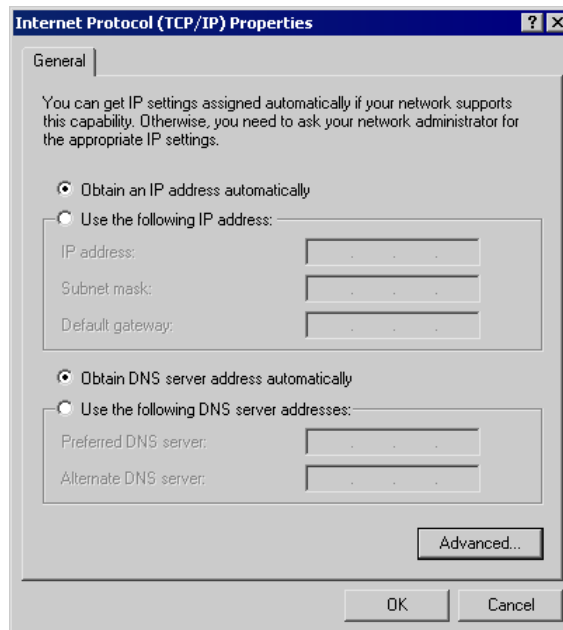 Internet Protocol (TCP/IP) Properties
General
You can get IP settings assigned automatically if your network supports
this capability. Otherwise, you need to ask your network administrator for
the appropriate IP settings.
Obtain an IP address automatically
Use the following IP address:
IP address:
Subnet mask:
Default gateway:
Obtain DNS server address automatically
Use the following DNS server addresses:
Preferred DNS server:
Alternate DNS server:
Advanced...
OK Cancel